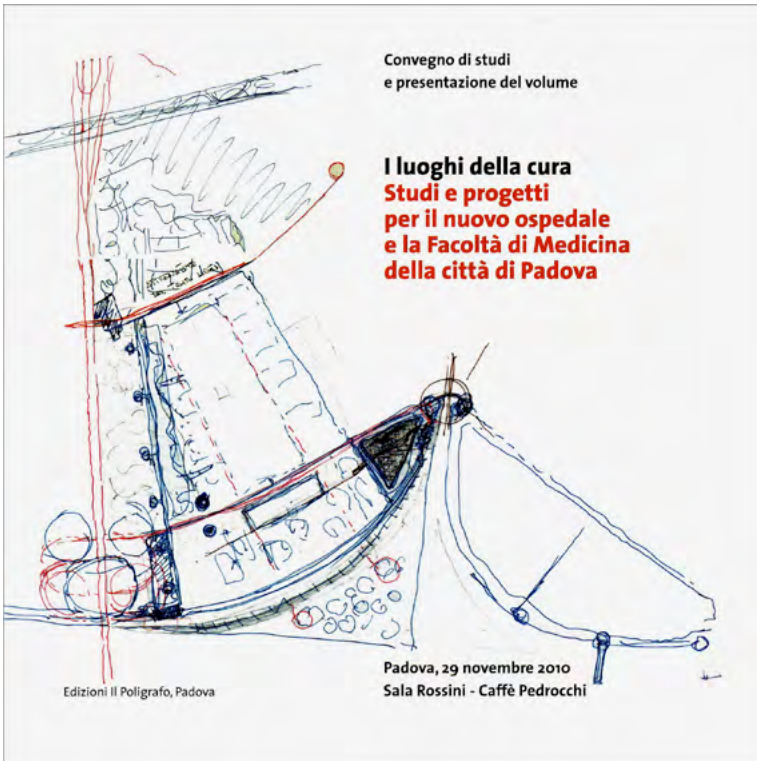 Convegno di studi
e presentazione del volume
I luoghi della cura
Studi e progetti
per il nuovo ospedale
e la Facoltà di Medicina
della città di Padova
Padova, 29 novembre 2010
Sala Rossini - Caffè Pedrocchi
Edizioni Il Poligrafo, Padova